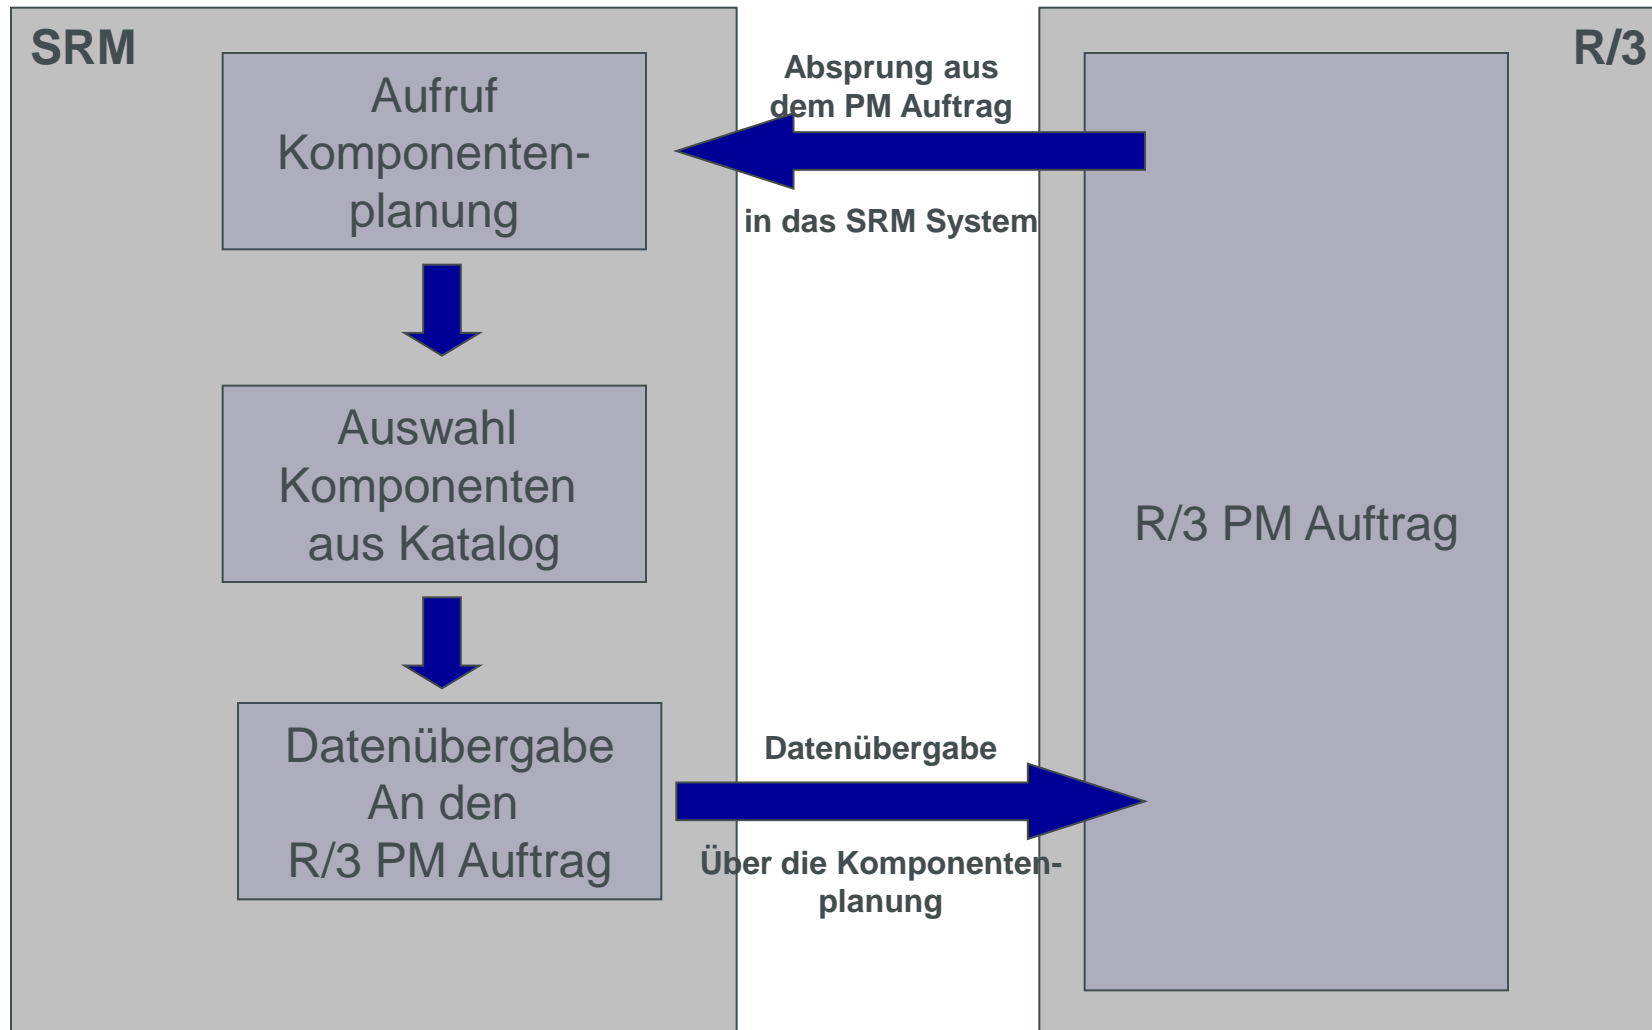 SRM
Aufruf
Komponenten-
planung
Auswahl
Komponenten
aus Katalog
Datenübergabe
An den
R/3 PM Auftrag
Absprung aus
dem PM Auftrag
in das SRM System
Datenübergabe
Über die Komponenten-
planung
R/3
R/3 PM Auftrag